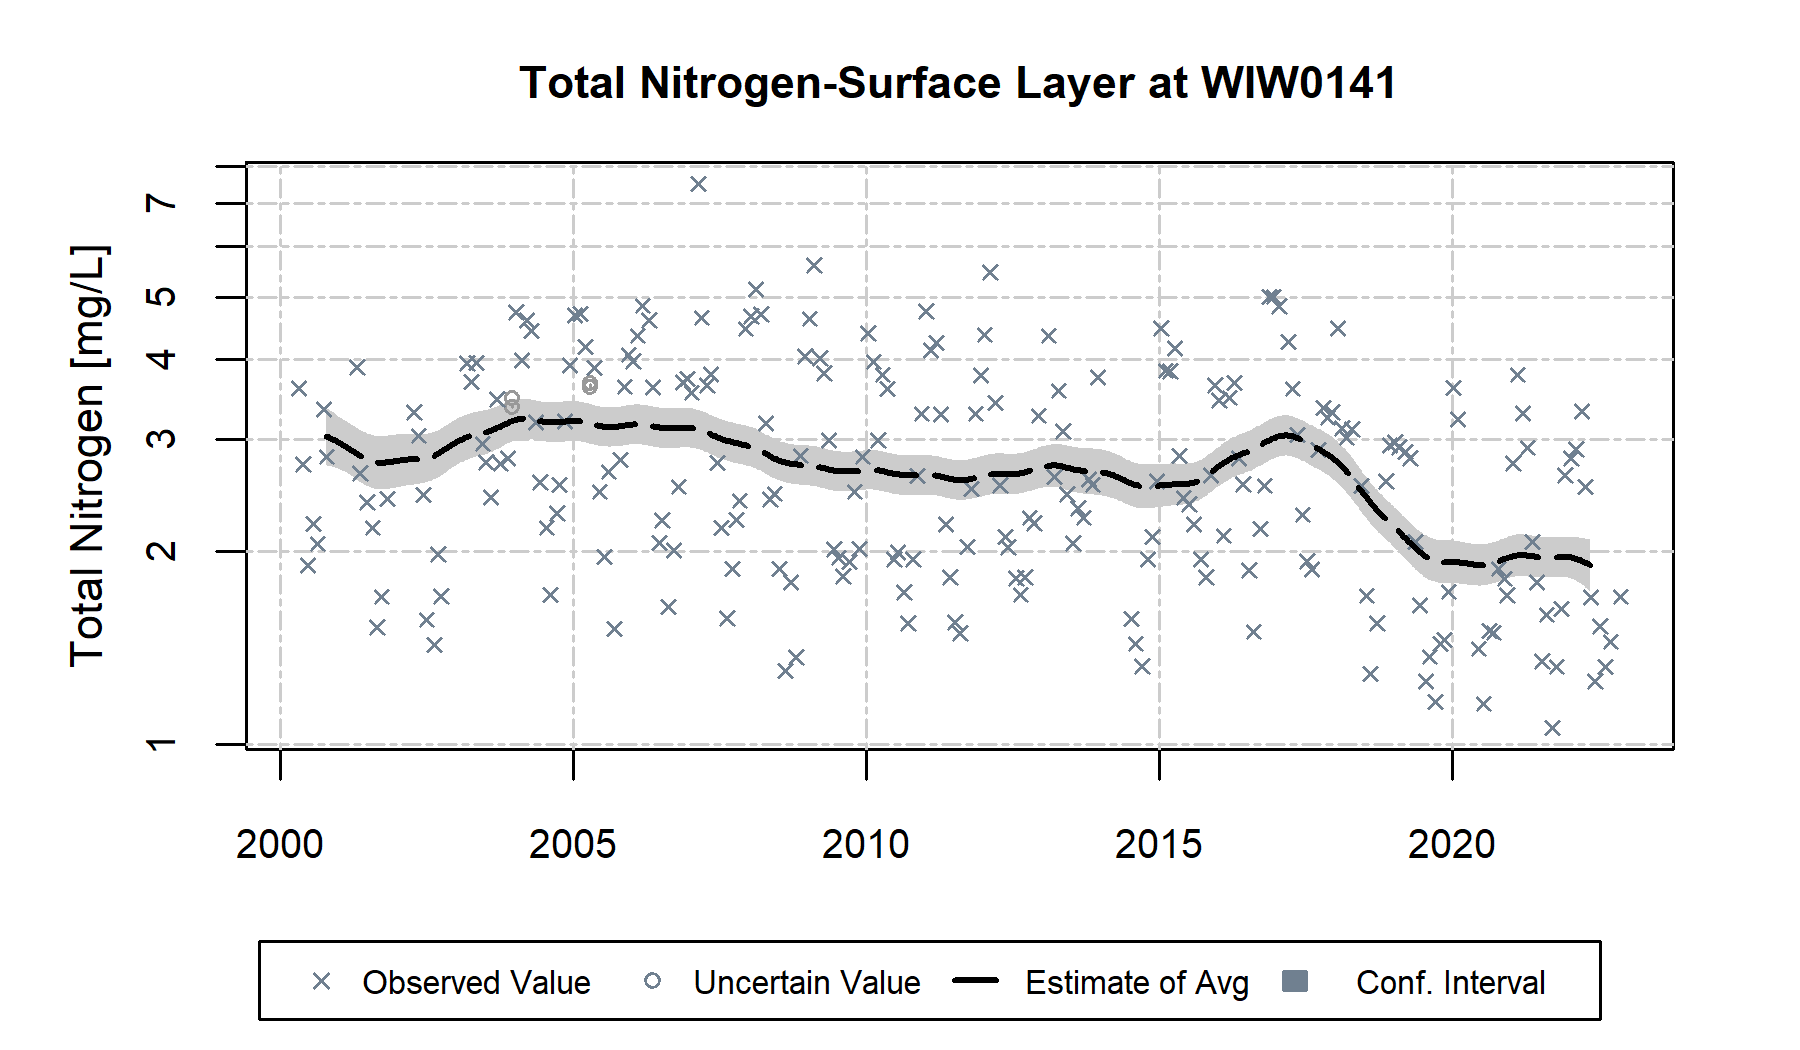 Total Nitrogen-Surface Layer at WIW0141
Total Nitrogen [mg/L]
7
5
4
3
2
1
2000 2005 2010 2015 2020
Observed Value Uncertain Value Estimate of Avg Conf. Interval